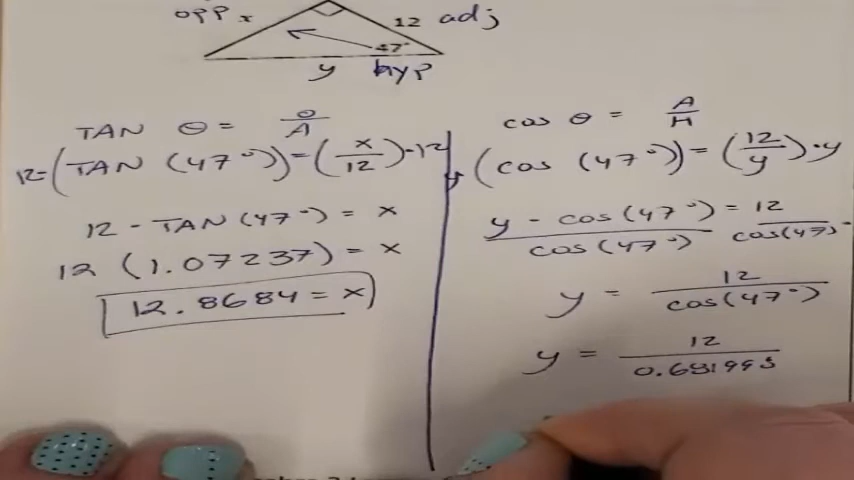 opp x 12 adj
47°
y hyp
TAN θ = O/A
12·(TAN (47°)) = (x/12)·12
12 · TAN (47°) = x
12 (1.07237) = x
12.8684 = x
cos θ = A/H
y·(cos (47°)) = (12/y)·y
y · cos(47°)/cos(47°) = 12/cos(47°)
y = 12/cos(47°)
y = 12/0.681998